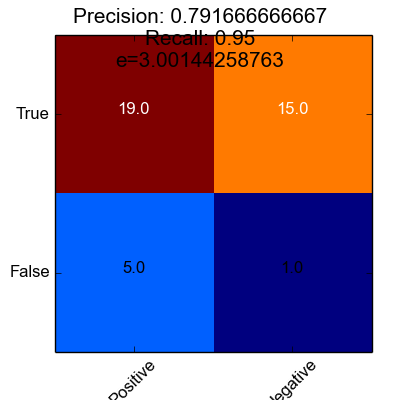 Precision: 0.791666666667
Recall: 0.95
e=3.00144258763
True
19.0
15.0
False
5.0
1.0
Positive
legative